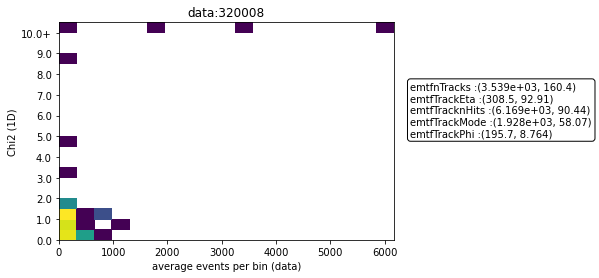 data:320008
10.0+
9.0
8.0
7.0
6.0
5.0
4.0
3.0
2.0
1.0
0.0
Chi2 (1D)
0 1000 2000 3000 4000 5000 6000
average events per bin (data)
emtfnTracks :(3.539e+03, 160.4)
emtfTrackEta :(308.5, 92.91)
emtfTracknHits :(6.169e+03, 90.44)
emtfTrackMode :(1.928e+03, 58.07)
emtfTrackPhi :(195.7, 8.764)